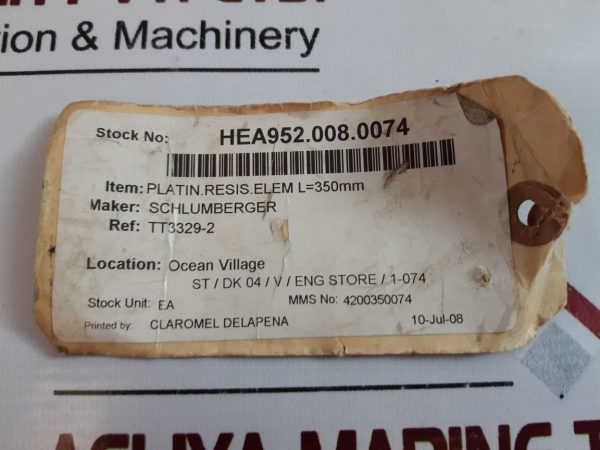 & Machinery
Stock No: HEA952.008.0074
Item: PLATIN.RESIS.ELEM L=350mm
Maker: SCHLUMBERGER
Ref: TT3329-2
Location: Ocean Village
ST / DK 04 / V / ENG STORE / 1-074
Stock Unit: EA MMS No: 4200350074
Printed by: CLAROMEL DELAPENA 10-Jul-08